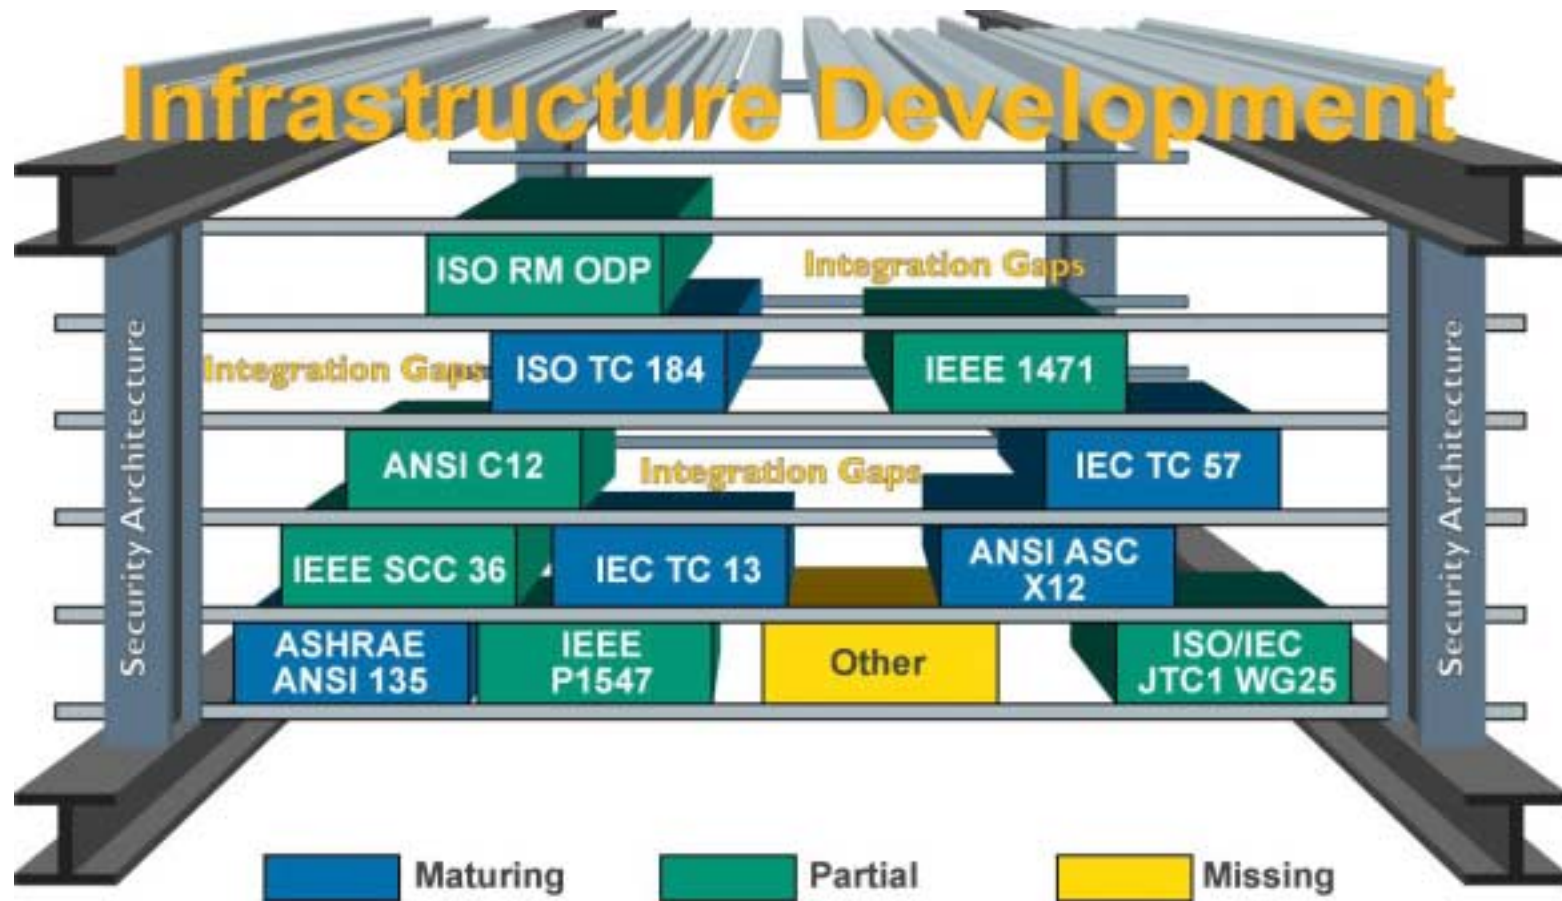 Infrastructure Development
ISO RM ODP
Integration Gaps
Integration Gaps
ISO TC 184
IEEE 1471
ANSI C12
Integration Gaps
IEC TC 57
IEEE SCC 36
IEC TC 13
ANSI ASC
X12
ASHRAE
ANSI 135
IEEE
P1547
Other
ISO/IEC
JTC1 WG25
Security Architecture
Security Architecture
Maturing
Partial
Missing